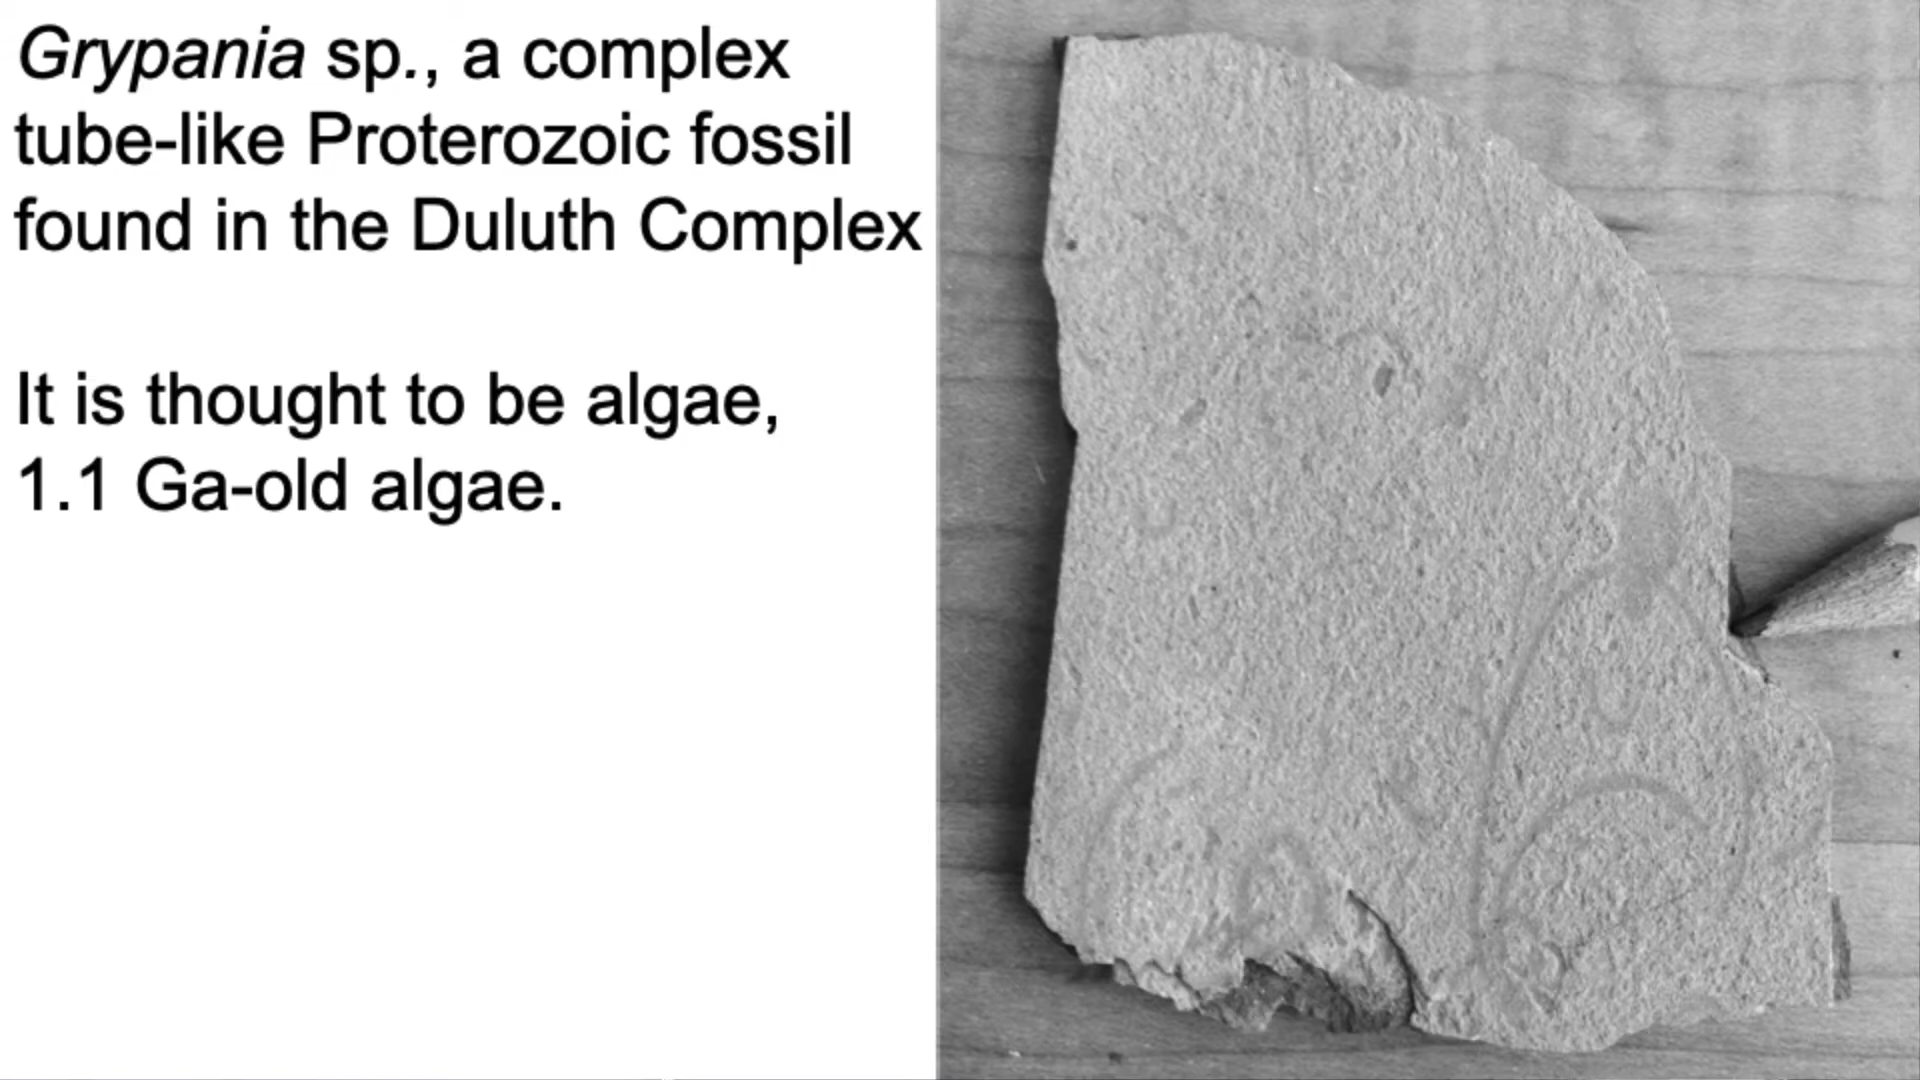 Grypania sp., a complex
tube-like Proterozoic fossil
found in the Duluth Complex
It is thought to be algae,
1.1 Ga-old algae.